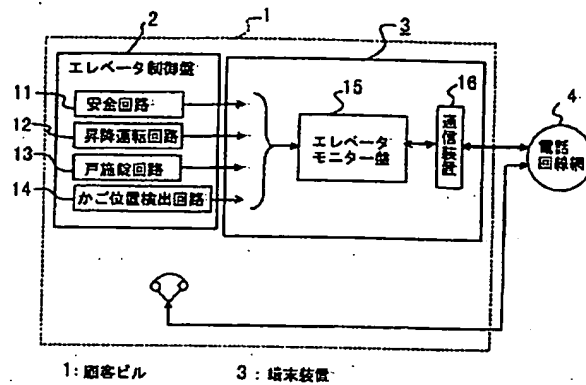 1
2
3
エレベータ制御盤
11
安全回路
12
昇降運転回路
13
戸施錠回路
14
かご位置検出回路
15
エレベータ
モニター盤
16
通信装置
4
電話
回線網
1:顧客ビル
3:端末装置